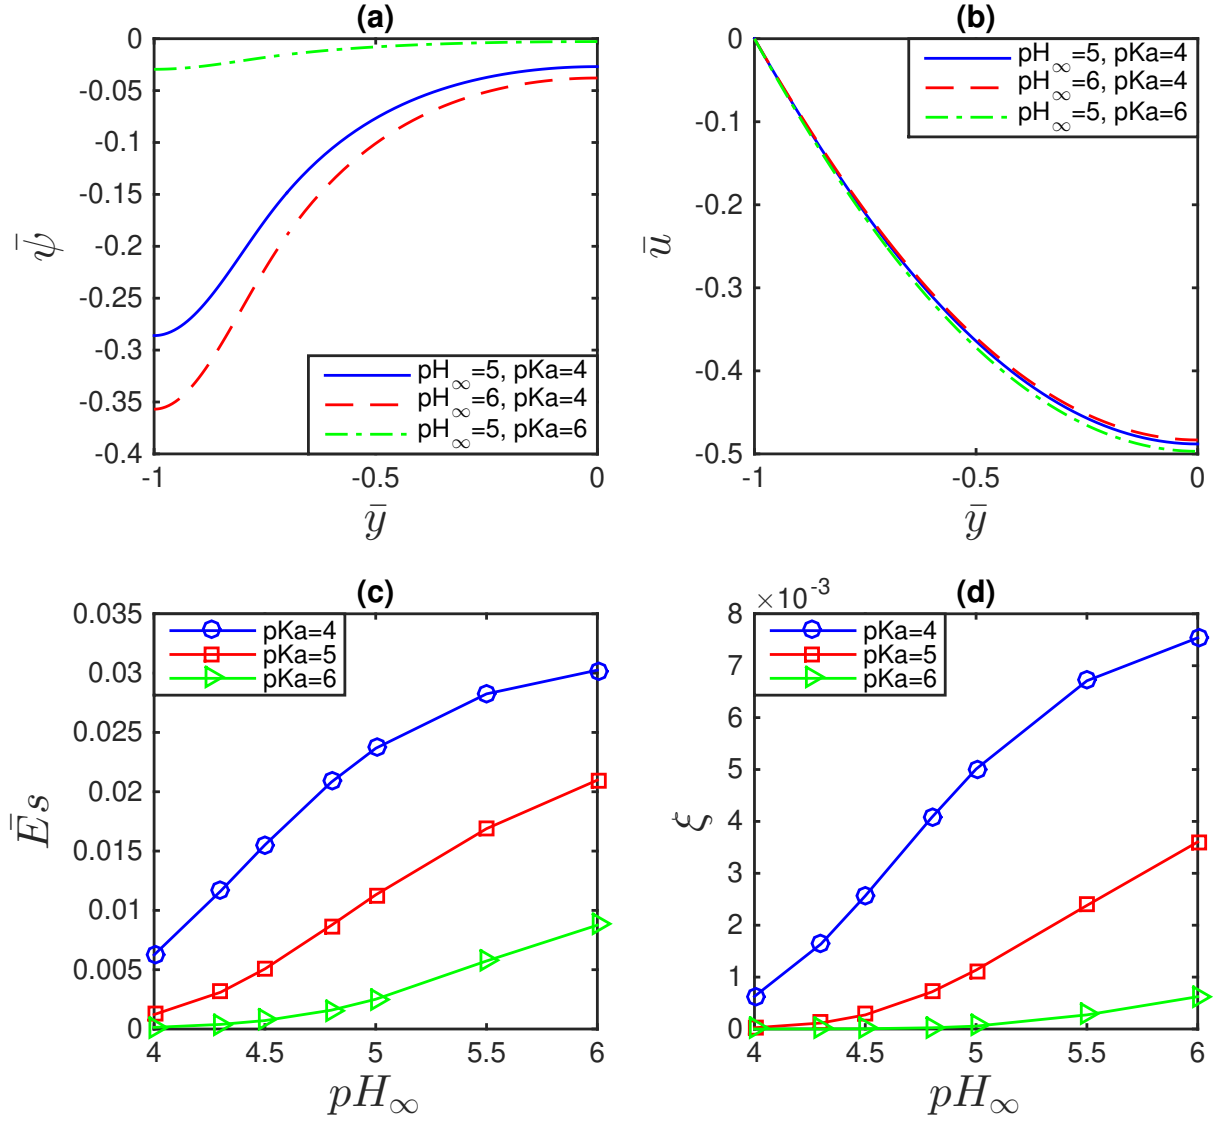 (a)
0
-0.05
-0.1
-0.15
-0.2
-0.25
-0.3
-0.35
-0.4
ψ̄
pH∞=5, pKa=4
pH∞=6, pKa=4
pH∞=5, pKa=6
-1 -0.5 0
ȳ
(b)
0
-0.1
-0.2
-0.3
-0.4
-0.5
ū
pH∞=5, pKa=4
pH∞=6, pKa=4
pH∞=5, pKa=6
-1 -0.5 0
ȳ
(c)
0.035
0.03
0.025
0.02
0.015
0.01
0.005
0
Ēs
pKa=4
pKa=5
pKa=6
4 4.5 5 5.5 6
pH∞
(d)
×10⁻³
8
7
6
5
4
3
2
1
0
ξ
pKa=4
pKa=5
pKa=6
4 4.5 5 5.5 6
pH∞